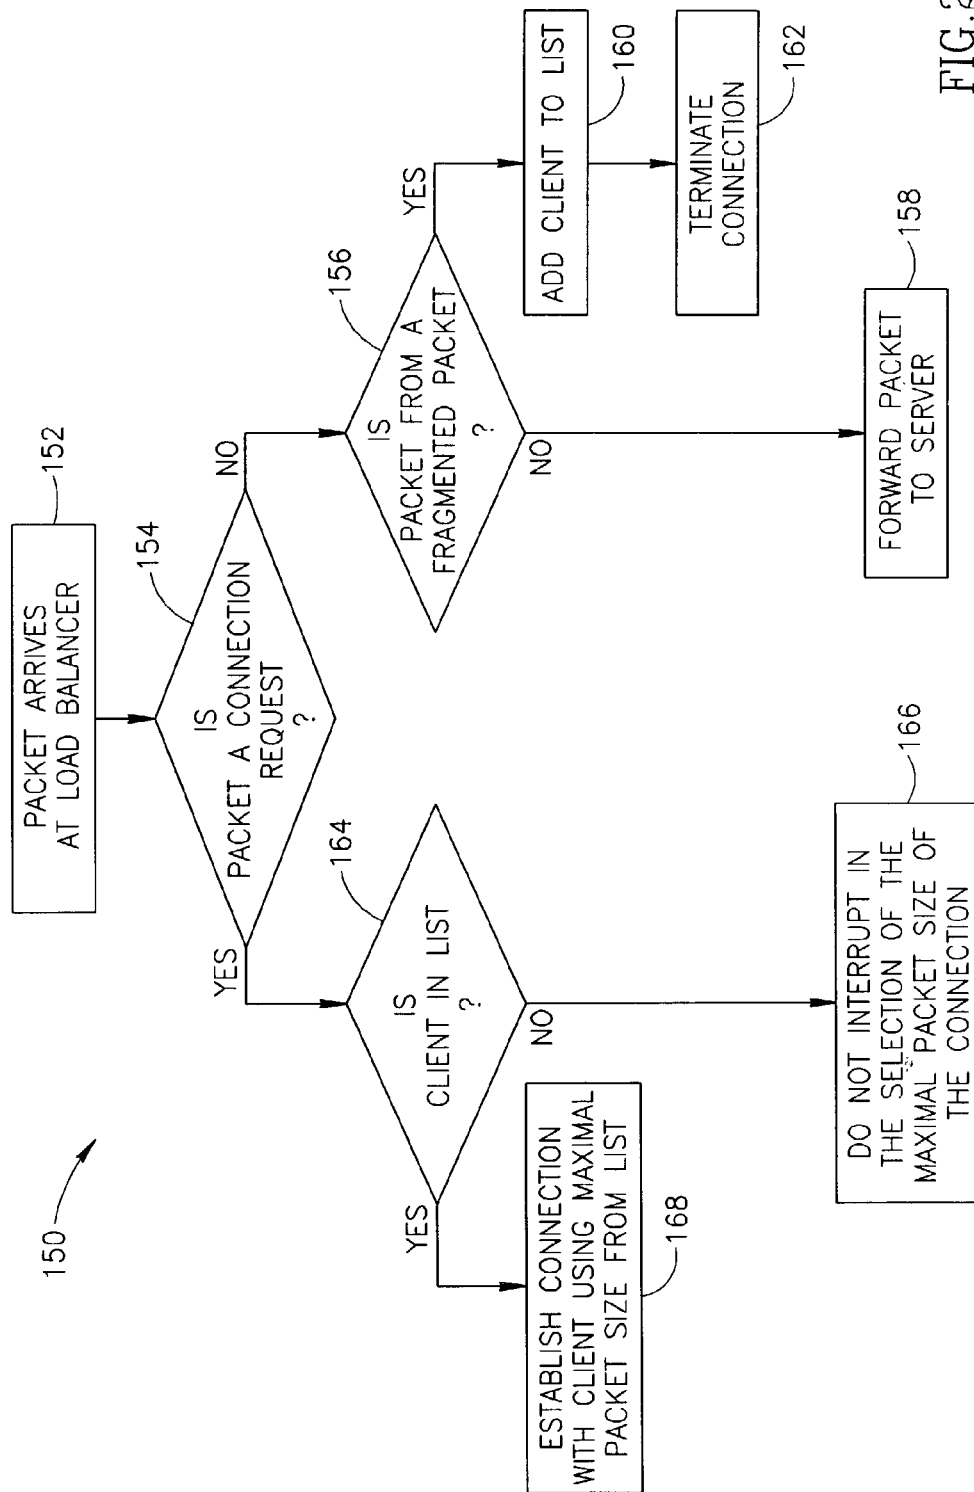 150
PACKET ARRIVES
AT LOAD BALANCER
152
154
IS
PACKET A CONNECTION
REQUEST
?
YES
NO
164
IS
CLIENT IN LIST
?
YES
NO
156
IS
PACKET FROM A
FRAGMENTED PACKET
?
YES
NO
ESTABLISH CONNECTION
WITH CLIENT USING MAXIMAL
PACKET SIZE FROM LIST
168
ADD CLIENT TO LIST
160
TERMINATE
CONNECTION
162
DO NOT INTERRUPT IN
THE SELECTION OF THE
MAXIMAL PACKET SIZE OF
THE CONNECTION
166
FORWARD PACKET
TO SERVER
158
FIG.2